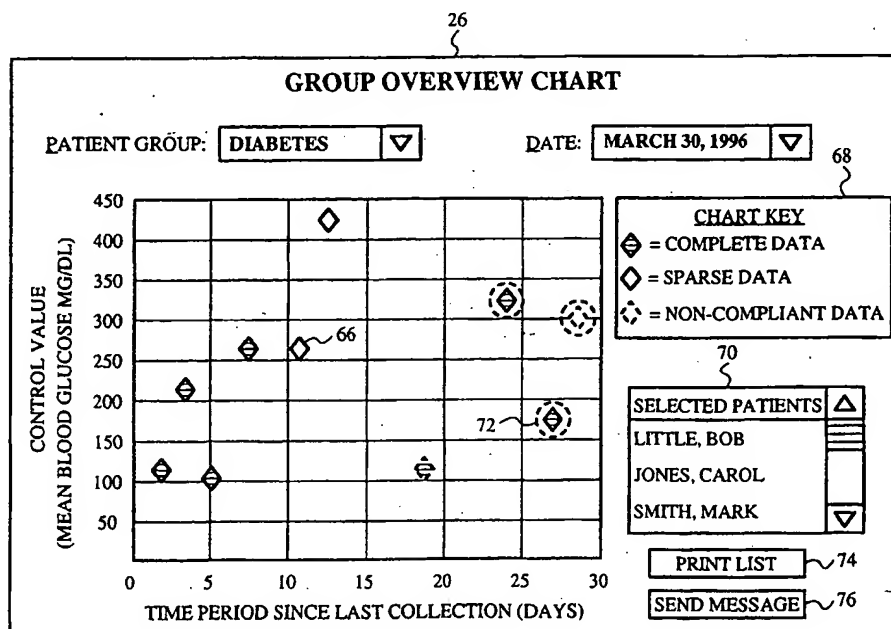 26
GROUP OVERVIEW CHART
PATIENT GROUP: DIABETES
DATE: MARCH 30, 1996
68
CHART KEY
= COMPLETE DATA
= SPARSE DATA
= NON-COMPLIANT DATA
CONTROL VALUE
(MEAN BLOOD GLUCOSE MG/DL)
450
400
350
300
250
200
150
100
50
66
72
0 5 10 15 20 25 30
TIME PERIOD SINCE LAST COLLECTION (DAYS)
70
SELECTED PATIENTS
LITTLE, BOB
JONES, CAROL
SMITH, MARK
PRINT LIST
74
SEND MESSAGE
76